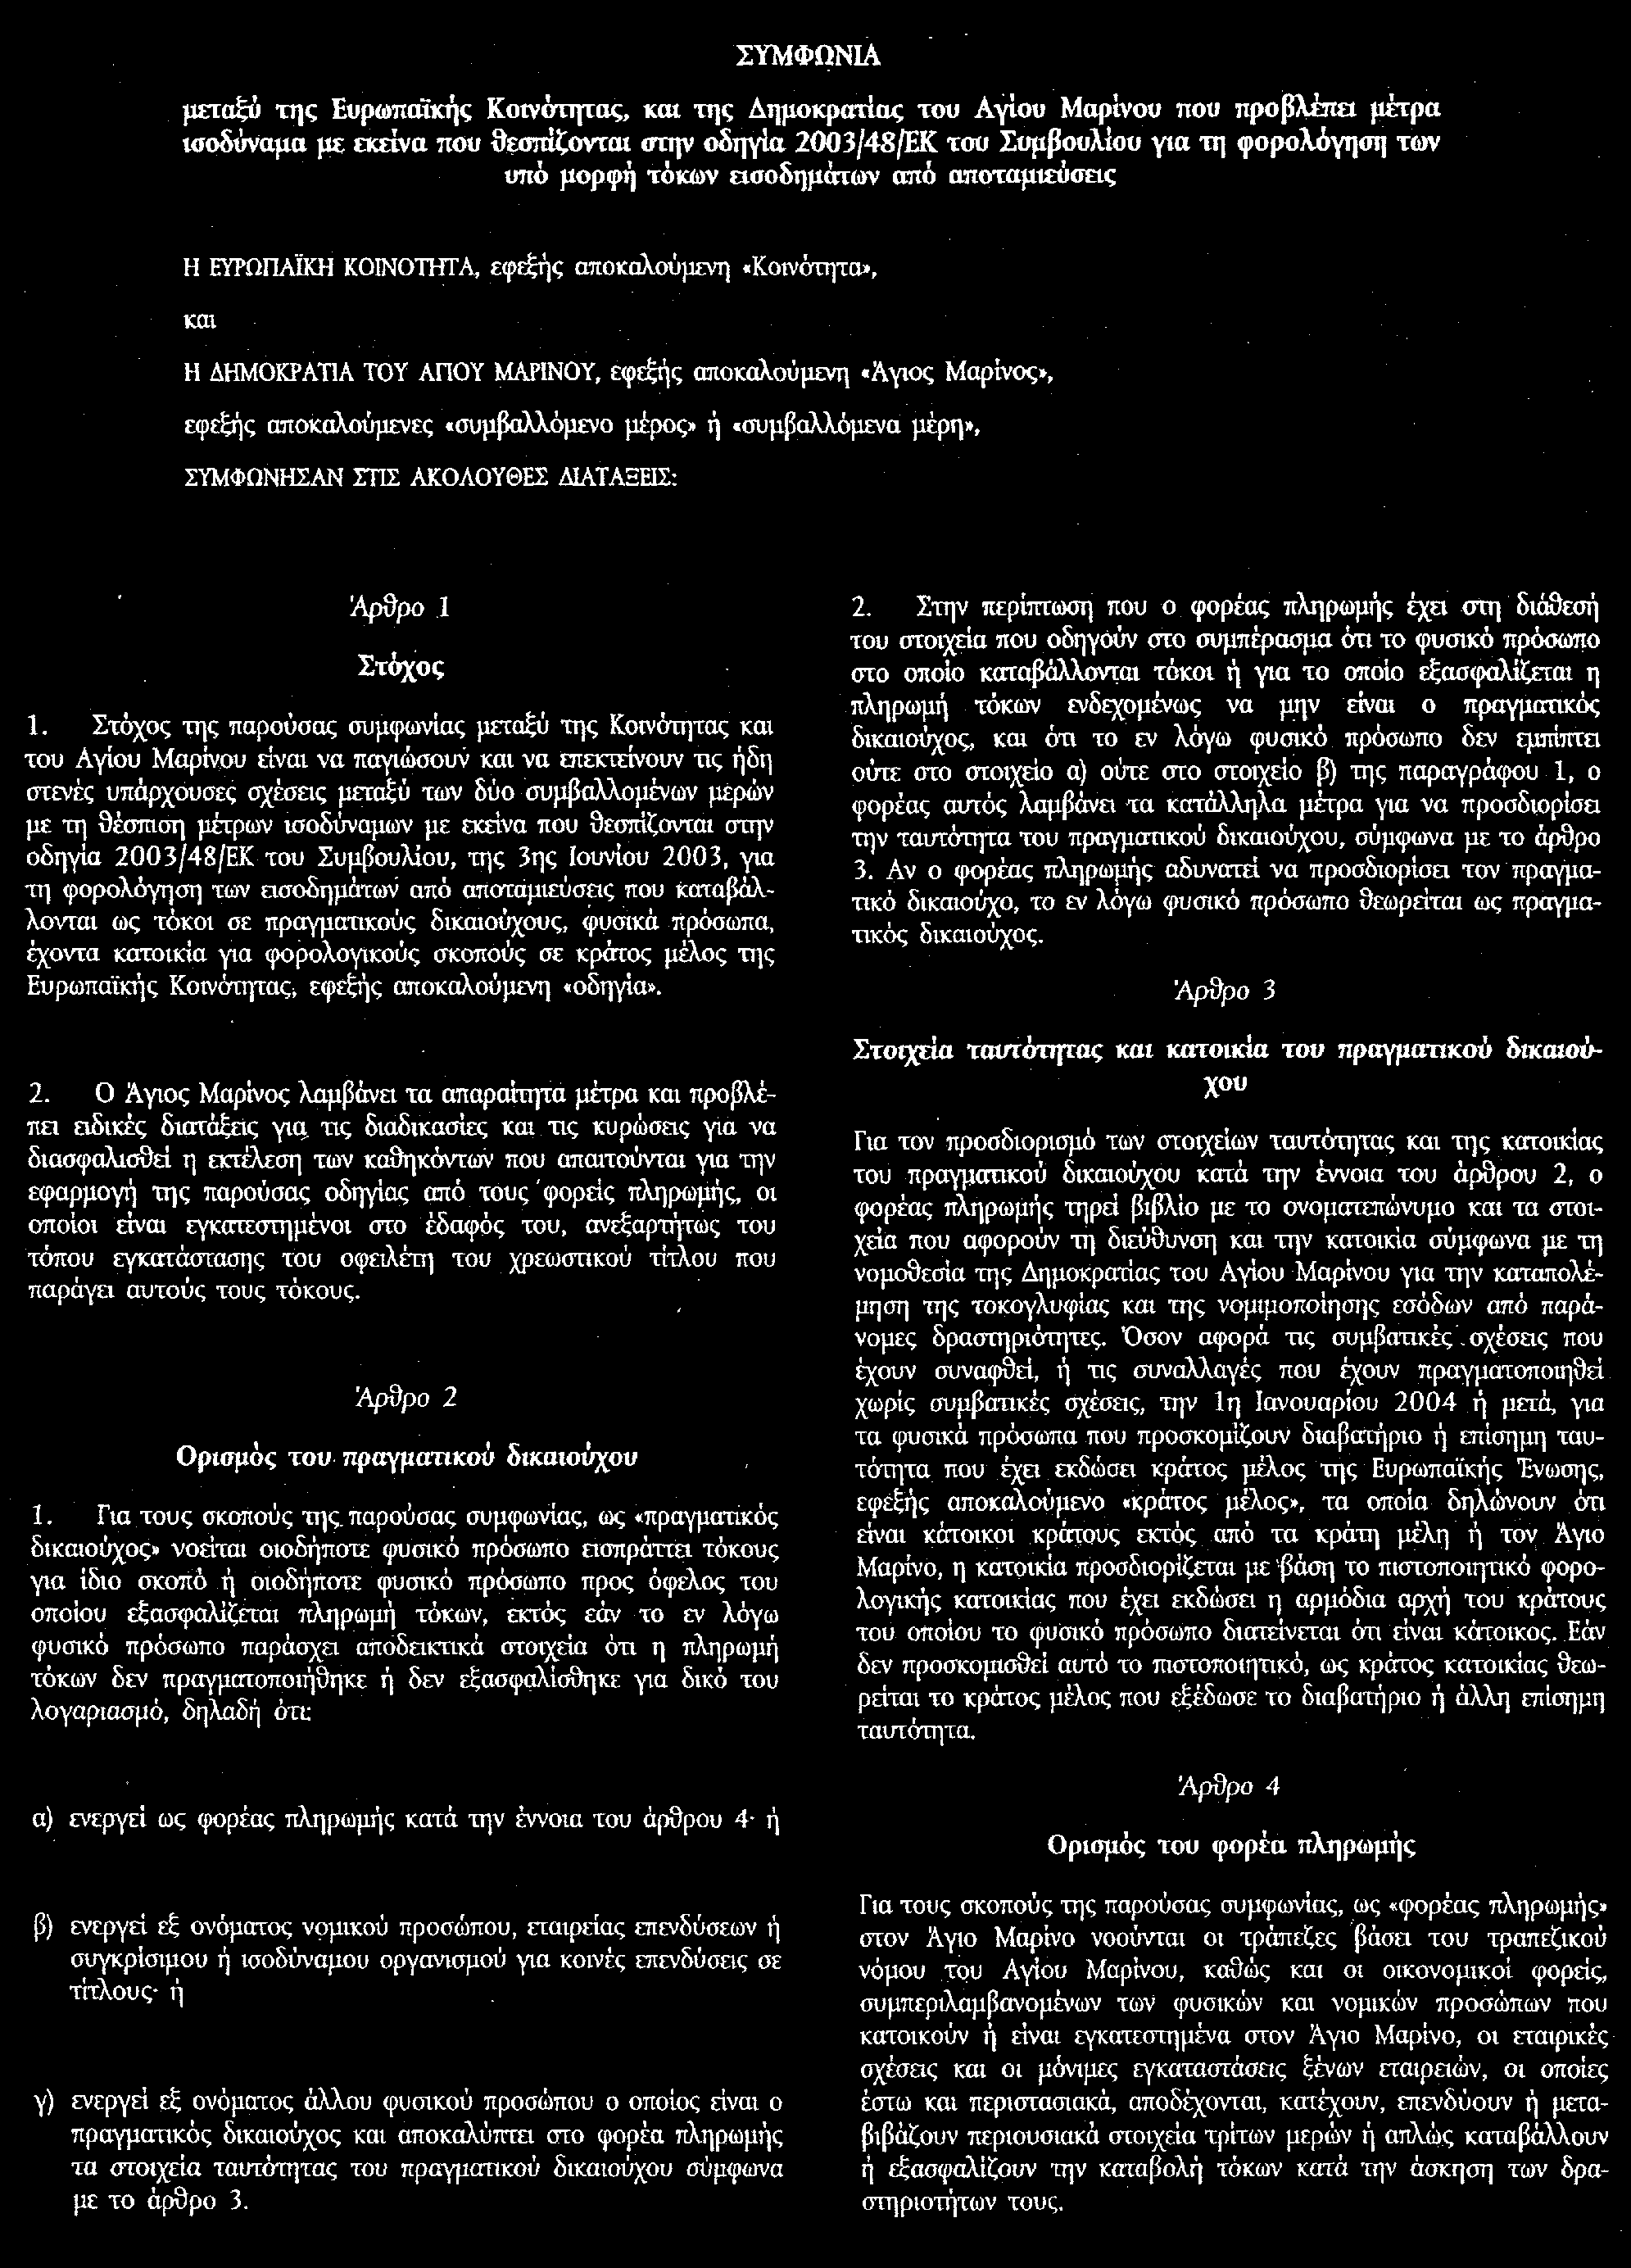 ΣΥΜΦΩΝΙΑ
μεταξύ της Ευρωπαϊκής Κοινότητας, και της Δημοκρατίας του Αγίου Μαρίνου που προβλέπει μέτρα
ισοδύναμα με εκείνα που θεσπίζονται στην οδηγία 2003/48/ΕΚ του Συμβουλίου για τη φορολόγηση των
υπό μορφή τόκων εισοδημάτων από αποταμιεύσεις
Η ΕΥΡΩΠΑΪΚΗ ΚΟΙΝΟΤΗΤΑ, εφεξής αποκαλούμενη «Κοινότητα»,
και
Η ΔΗΜΟΚΡΑΤΙΑ ΤΟΥ ΑΓΙΟΥ ΜΑΡΙΝΟΥ, εφεξής αποκαλούμενη «Άγιος Μαρίνος»,
εφεξής αποκαλούμενες «συμβαλλόμενο μέρος» ή «συμβαλλόμενα μέρη»,
ΣΥΜΦΩΝΗΣΑΝ ΣΤΙΣ ΑΚΟΛΟΥΘΕΣ ΔΙΑΤΑΞΕΙΣ:
Άρθρο 1
Στόχος
1. Στόχος της παρούσας συμφωνίας μεταξύ της Κοινότητας και
του Αγίου Μαρίνου είναι να παγιώσουν και να επεκτείνουν τις ήδη
στενές υπάρχουσες σχέσεις μεταξύ των δύο συμβαλλομένων μερών
με τη θέσπιση μέτρων ισοδύναμων με εκείνα που θεσπίζονται στην
οδηγία 2003/48/ΕΚ του Συμβουλίου, της 3ης Ιουνίου 2003, για
τη φορολόγηση των εισοδημάτων από αποταμιεύσεις που καταβάλ-
λονται ως τόκοι σε πραγματικούς δικαιούχους, φυσικά πρόσωπα,
έχοντα κατοικία για φορολογικούς σκοπούς σε κράτος μέλος της
Ευρωπαϊκής Κοινότητας, εφεξής αποκαλούμενη «οδηγία».
2. Ο Άγιος Μαρίνος λαμβάνει τα απαραίτητα μέτρα και προβλέ-
πει ειδικές διατάξεις για τις διαδικασίες και τις κυρώσεις για να
διασφαλισθεί η εκτέλεση των καθηκόντων που απαιτούνται για την
εφαρμογή της παρούσας οδηγίας από τους φορείς πληρωμής, οι
οποίοι είναι εγκατεστημένοι στο έδαφός του, ανεξαρτήτως του
τόπου εγκατάστασης του οφειλέτη του χρεωστικού τίτλου που
παράγει αυτούς τους τόκους.
Άρθρο 2
Ορισμός του πραγματικού δικαιούχου
1. Για τους σκοπούς της παρούσας συμφωνίας, ως «πραγματικός
δικαιούχος» νοείται οιοδήποτε φυσικό πρόσωπο εισπράττει τόκους
για ίδιο σκοπό ή οιοδήποτε φυσικό πρόσωπο προς όφελος του
οποίου εξασφαλίζεται πληρωμή τόκων, εκτός εάν το εν λόγω
φυσικό πρόσωπο παράσχει αποδεικτικά στοιχεία ότι η πληρωμή
τόκων δεν πραγματοποιήθηκε ή δεν εξασφαλίσθηκε για δικό του
λογαριασμό, δηλαδή ότι:
α) ενεργεί ως φορέας πληρωμής κατά την έννοια του άρθρου 4· ή
β) ενεργεί εξ ονόματος νομικού προσώπου, εταιρείας επενδύσεων ή
συγκρίσιμου ή ισοδύναμου οργανισμού για κοινές επενδύσεις σε
τίτλους· ή
γ) ενεργεί εξ ονόματος άλλου φυσικού προσώπου ο οποίος είναι ο
πραγματικός δικαιούχος και αποκαλύπτει στο φορέα πληρωμής
τα στοιχεία ταυτότητας του πραγματικού δικαιούχου σύμφωνα
με το άρθρο 3.
2. Στην περίπτωση που ο φορέας πληρωμής έχει στη διάθεσή
του στοιχεία που οδηγούν στο συμπέρασμα ότι το φυσικό πρόσωπο
στο οποίο καταβάλλονται τόκοι ή για το οποίο εξασφαλίζεται η
πληρωμή τόκων ενδεχομένως να μην είναι ο πραγματικός
δικαιούχος, και ότι το εν λόγω φυσικό πρόσωπο δεν εμπίπτει
ούτε στο στοιχείο α) ούτε στο στοιχείο β) της παραγράφου 1, ο
φορέας αυτός λαμβάνει τα κατάλληλα μέτρα για να προσδιορίσει
την ταυτότητα του πραγματικού δικαιούχου, σύμφωνα με το άρθρο
3. Αν ο φορέας πληρωμής αδυνατεί να προσδιορίσει τον πραγμα-
τικό δικαιούχο, το εν λόγω φυσικό πρόσωπο θεωρείται ως πραγμα-
τικός δικαιούχος.
Άρθρο 3
Στοιχεία ταυτότητας και κατοικία του πραγματικού δικαιού-
χου
Για τον προσδιορισμό των στοιχείων ταυτότητας και της κατοικίας
του πραγματικού δικαιούχου κατά την έννοια του άρθρου 2, ο
φορέας πληρωμής τηρεί βιβλίο με το ονοματεπώνυμο και τα στοι-
χεία που αφορούν τη διεύθυνση και την κατοικία σύμφωνα με τη
νομοθεσία της Δημοκρατίας του Αγίου Μαρίνου για την καταπολέ-
μηση της τοκογλυφίας και της νομιμοποίησης εσόδων από παρά-
νομες δραστηριότητες. Όσον αφορά τις συμβατικές σχέσεις που
έχουν συναφθεί, ή τις συναλλαγές που έχουν πραγματοποιηθεί
χωρίς συμβατικές σχέσεις, την 1η Ιανουαρίου 2004 ή μετά, για
τα φυσικά πρόσωπα που προσκομίζουν διαβατήριο ή επίσημη ταυ-
τότητα που έχει εκδώσει κράτος μέλος της Ευρωπαϊκής Ένωσης,
εφεξής αποκαλούμενο «κράτος μέλος», τα οποία δηλώνουν ότι
είναι κάτοικοι κράτους εκτός από τα κράτη μέλη ή τον Άγιο
Μαρίνο, η κατοικία προσδιορίζεται με βάση το πιστοποιητικό φορο-
λογικής κατοικίας που έχει εκδώσει η αρμόδια αρχή του κράτους
του οποίου το φυσικό πρόσωπο διατείνεται ότι είναι κάτοικος. Εάν
δεν προσκομισθεί αυτό το πιστοποιητικό, ως κράτος κατοικίας θεω-
ρείται το κράτος μέλος που εξέδωσε το διαβατήριο ή άλλη επίσημη
ταυτότητα.
Άρθρο 4
Ορισμός του φορέα πληρωμής
Για τους σκοπούς της παρούσας συμφωνίας, ως «φορέας πληρωμής»
στον Άγιο Μαρίνο νοούνται οι τράπεζες βάσει του τραπεζικού
νόμου του Αγίου Μαρίνου, καθώς και οι οικονομικοί φορείς,
συμπεριλαμβανομένων των φυσικών και νομικών προσώπων που
κατοικούν ή είναι εγκατεστημένα στον Άγιο Μαρίνο, οι εταιρικές
σχέσεις και οι μόνιμες εγκαταστάσεις ξένων εταιρειών, οι οποίες
έστω και περιστασιακά, αποδέχονται, κατέχουν, επενδύουν ή μετα-
βιβάζουν περιουσιακά στοιχεία τρίτων μερών ή απλώς καταβάλλουν
ή εξασφαλίζουν την καταβολή τόκων κατά την άσκηση των δρα-
στηριοτήτων τους.